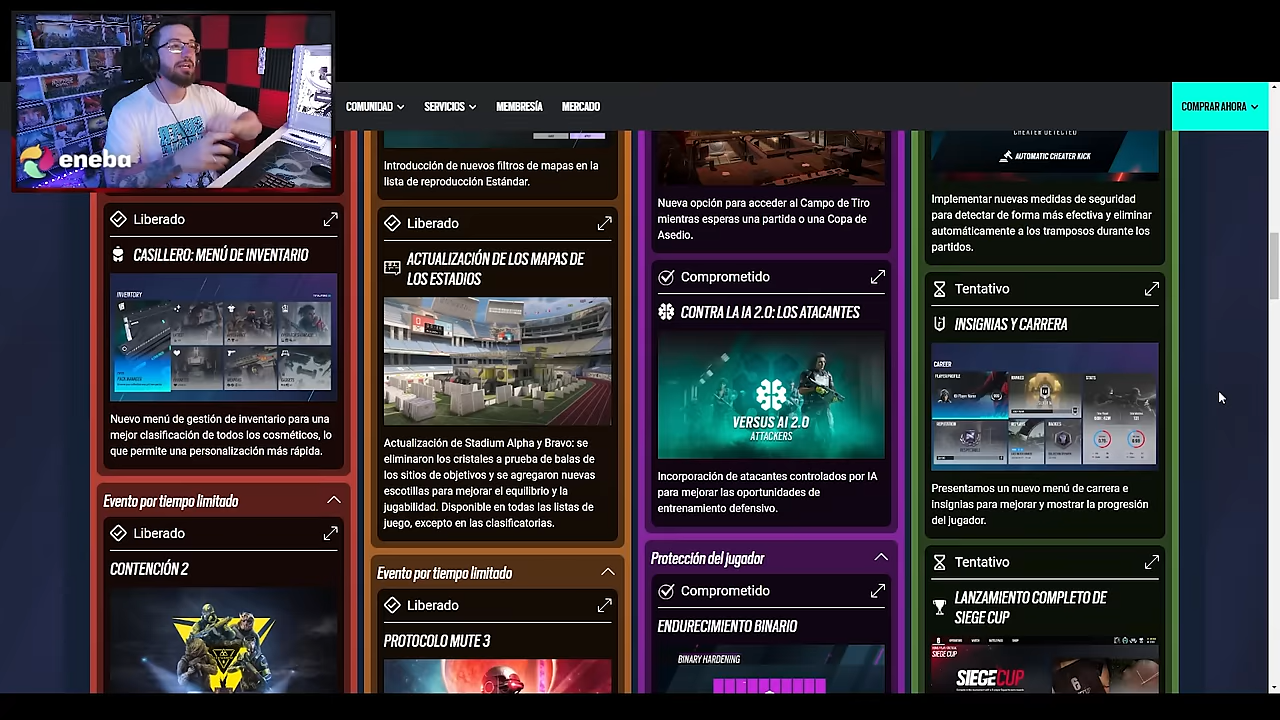 eneba
COMUNIDAD
SERVICIOS
MEMBRESÍA
MERCADO
COMPRAR AHORA
Liberado
CASILLERO: MENÚ DE INVENTARIO
INVENTORY
Nuevo menú de gestión de inventario para una
mejor clasificación de todos los cosméticos, lo
que permite una personalización más rápida.
Evento por tiempo limitado
Liberado
CONTENCIÓN 2
Introducción de nuevos filtros de mapas en la
lista de reproducción Estándar.
Liberado
ACTUALIZACIÓN DE LOS MAPAS DE
LOS ESTADIOS
Actualización de Stadium Alpha y Bravo: se
eliminaron los cristales a prueba de balas de
los sitios de objetivos y se agregaron nuevas
escotillas para mejorar el equilibrio y la
jugabilidad. Disponible en todas las listas de
juego, excepto en las clasificatorias.
Evento por tiempo limitado
Liberado
PROTOCOLO MUTE 3
Nueva opción para acceder al Campo de Tiro
mientras esperas una partida o una Copa de
Asedio.
Comprometido
CONTRA LA IA 2.0: LOS ATACANTES
VERSUS AI 2.0
ATTACKERS
Incorporación de atacantes controlados por IA
para mejorar las oportunidades de
entrenamiento defensivo.
Protección del jugador
Comprometido
ENDURECIMIENTO BINARIO
BINARY HARDENING
CHEATER DETECTED
AUTOMATIC CHEATER KICK
Implementar nuevas medidas de seguridad
para detectar de forma más efectiva y eliminar
automáticamente a los tramposos durante los
partidos.
Tentativo
INSIGNIAS Y CARRERA
CAREER
Presentamos un nuevo menú de carrera e
insignias para mejorar y mostrar la progresión
del jugador.
Tentativo
LANZAMIENTO COMPLETO DE
SIEGE CUP
SIEGE CUP
SIEGE CUP